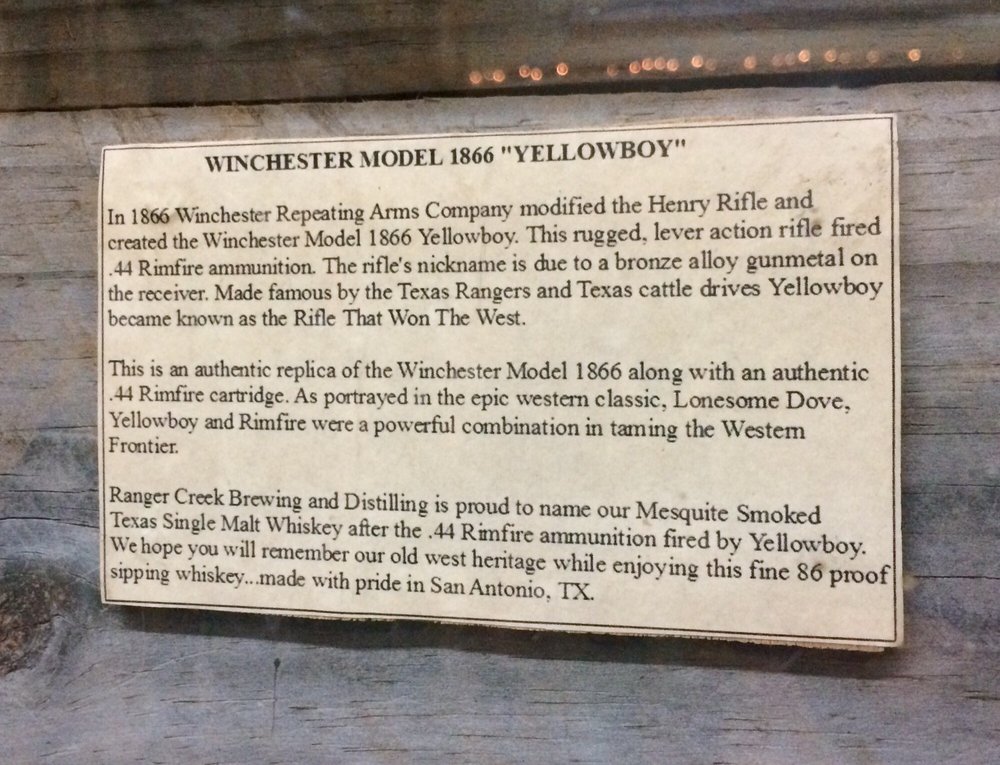 WINCHESTER MODEL 1866 "YELLOWBOY"
In 1866 Winchester Repeating Arms Company modified the Henry Rifle and
created the Winchester Model 1866 Yellowboy. This rugged, lever action rifle fired
.44 Rimfire ammunition. The rifle's nickname is due to a bronze alloy gunmetal on
the receiver. Made famous by the Texas Rangers and Texas cattle drives Yellowboy
became known as the Rifle That Won The West.
This is an authentic replica of the Winchester Model 1866 along with an authentic
.44 Rimfire cartridge. As portrayed in the epic western classic, Lonesome Dove,
Yellowboy and Rimfire were a powerful combination in taming the Western
Frontier.
Ranger Creek Brewing and Distilling is proud to name our Mesquite Smoked
Texas Single Malt Whiskey after the .44 Rimfire ammunition fired by Yellowboy.
We hope you will remember our old west heritage while enjoying this fine 86 proof
sipping whiskey...made with pride in San Antonio, TX.